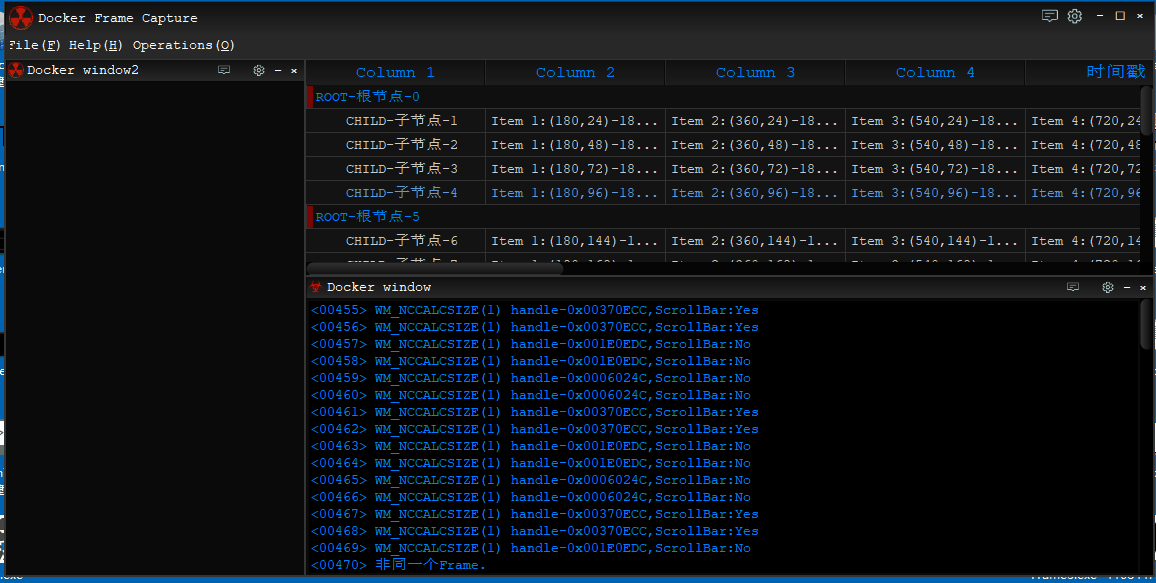 Docker Frame Capture
File(F) Help(H) Operations(O)
Docker window2
Column 1 Column 2 Column 3 Column 4 时间戳
ROOT-根节点-0
CHILD-子节点-1 Item 1:(180,24)-18... Item 2:(360,24)-18... Item 3:(540,24)-18... Item 4:(720,24
CHILD-子节点-2 Item 1:(180,48)-18... Item 2:(360,48)-18... Item 3:(540,48)-18... Item 4:(720,48
CHILD-子节点-3 Item 1:(180,72)-18... Item 2:(360,72)-18... Item 3:(540,72)-18... Item 4:(720,72
CHILD-子节点-4 Item 1:(180,96)-18... Item 2:(360,96)-18... Item 3:(540,96)-18... Item 4:(720,96
ROOT-根节点-5
CHILD-子节点-6 Item 1:(180,144)-1... Item 2:(360,144)-1... Item 3:(540,144)-1... Item 4:(720,14
Docker window
<00455> WM_NCCALCSIZE(1) handle-0x00370ECC,ScrollBar:Yes
<00456> WM_NCCALCSIZE(1) handle-0x00370ECC,ScrollBar:Yes
<00457> WM_NCCALCSIZE(1) handle-0x001E0EDC,ScrollBar:No
<00458> WM_NCCALCSIZE(1) handle-0x001E0EDC,ScrollBar:No
<00459> WM_NCCALCSIZE(1) handle-0x0006024C,ScrollBar:No
<00460> WM_NCCALCSIZE(1) handle-0x0006024C,ScrollBar:No
<00461> WM_NCCALCSIZE(1) handle-0x00370ECC,ScrollBar:Yes
<00462> WM_NCCALCSIZE(1) handle-0x00370ECC,ScrollBar:Yes
<00463> WM_NCCALCSIZE(1) handle-0x001E0EDC,ScrollBar:No
<00464> WM_NCCALCSIZE(1) handle-0x001E0EDC,ScrollBar:No
<00465> WM_NCCALCSIZE(1) handle-0x0006024C,ScrollBar:No
<00466> WM_NCCALCSIZE(1) handle-0x0006024C,ScrollBar:No
<00467> WM_NCCALCSIZE(1) handle-0x00370ECC,ScrollBar:Yes
<00468> WM_NCCALCSIZE(1) handle-0x00370ECC,ScrollBar:Yes
<00469> WM_NCCALCSIZE(1) handle-0x001E0EDC,ScrollBar:No
<00470> 非同一个Frame.